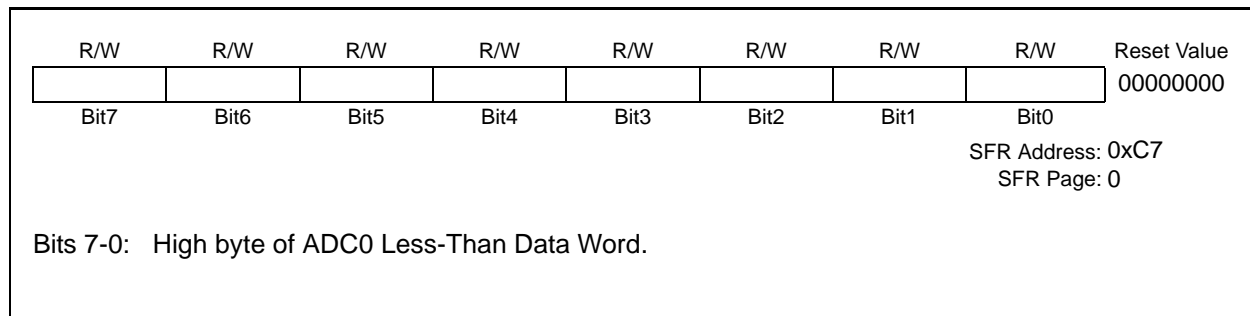 R/W R/W R/W R/W R/W R/W R/W R/W Reset Value
00000000
Bit7 Bit6 Bit5 Bit4 Bit3 Bit2 Bit1 Bit0
SFR Address: 0xC7
SFR Page: 0
Bits 7-0: High byte of ADC0 Less-Than Data Word.